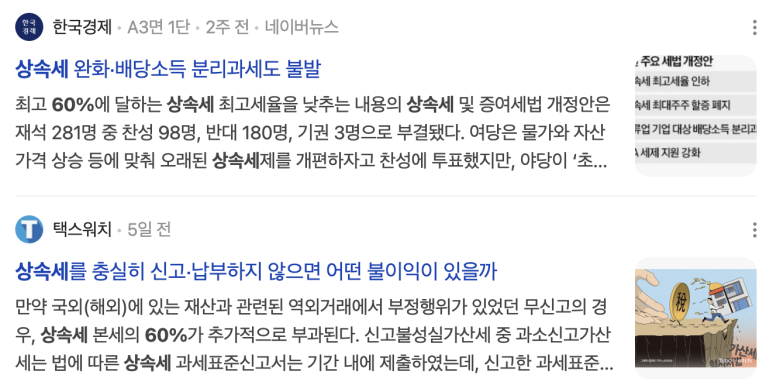 한국경제
한국경제 · A3면 1단 · 2주 전 · 네이버뉴스
상속세 완화·배당소득 분리과세도 불발
최고 60%에 달하는 상속세 최고세율을 낮추는 내용의 상속세 및 증여세법 개정안은
재석 281명 중 찬성 98명, 반대 180명, 기권 3명으로 부결됐다. 여당은 물가와 자산
가격 상승 등에 맞춰 오래된 상속세제를 개편하자고 찬성에 투표했지만, 야당이 ‘초...
주요 세법 개정안
속세 최고세율 인하
속세 최대주주 할증 폐지
업 기업 대상 배당소득 분리과
세제 지원 강화
T
택스워치 · 5일 전
상속세를 충실히 신고·납부하지 않으면 어떤 불이익이 있을까
만약 국외(해외)에 있는 재산과 관련된 역외거래에서 부정행위가 있었던 무신고의 경
우, 상속세 본세의 60%가 추가적으로 부과된다. 신고불성실가산세 중 과소신고가산
세는 법에 따른 상속세 과세표준신고서는 기간 내에 제출하였는데, 신고한 과세표준...
稅
가산세